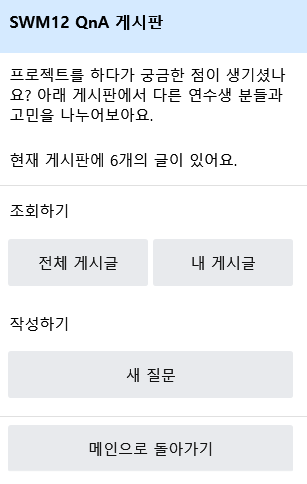 SWM12 QnA 게시판
프로젝트를 하다가 궁금한 점이 생기셨나
요? 아래 게시판에서 다른 연수생 분들과
고민을 나누어보아요.
현재 게시판에 6개의 글이 있어요.
조회하기
전체 게시글 내 게시글
작성하기
새 질문
메인으로 돌아가기